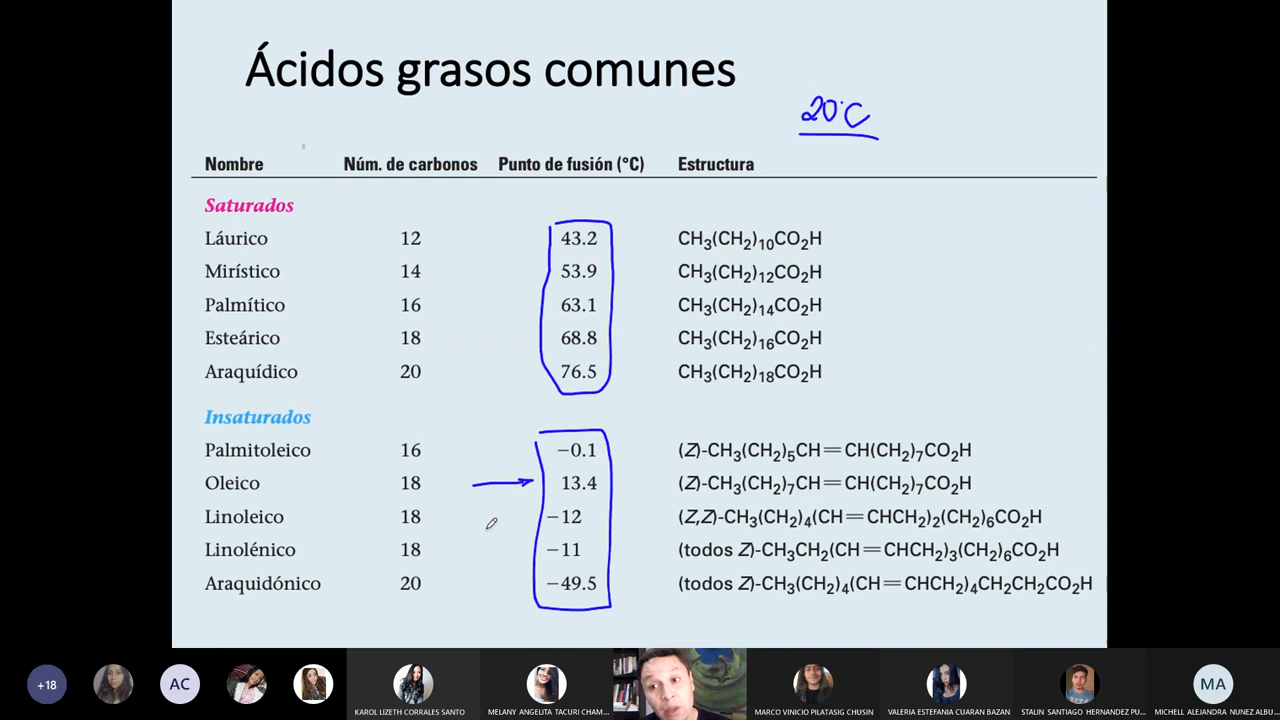 Ácidos grasos comunes
20°C
Nombre Núm. de carbonos Punto de fusión (°C) Estructura
Saturados
Láurico 12 43.2 CH3(CH2)10CO2H
Mirístico 14 53.9 CH3(CH2)12CO2H
Palmítico 16 63.1 CH3(CH2)14CO2H
Esteárico 18 68.8 CH3(CH2)16CO2H
Araquídico 20 76.5 CH3(CH2)18CO2H
Insaturados
Palmitoleico 16 −0.1 (Z)-CH3(CH2)5CH=CH(CH2)7CO2H
Oleico 18 13.4 (Z)-CH3(CH2)7CH=CH(CH2)7CO2H
Linoleico 18 −12 (Z,Z)-CH3(CH2)4(CH=CHCH2)2(CH2)6CO2H
Linolénico 18 −11 (todos Z)-CH3CH2(CH=CHCH2)3(CH2)6CO2H
Araquidónico 20 −49.5 (todos Z)-CH3(CH2)4(CH=CHCH2)4CH2CH2CO2H
+18 AC MA
KAROL LIZETH CORRALES SANTO MELANY ANGELITA TACURI CHAM... MARCO VINICIO PILATASIG CHUSIN VALERIA ESTEFANIA CUARAN BAZAN STALIN SANTIAGO HERNANDEZ PU... MICHELL ALEJANDRA NUNEZ ABU...